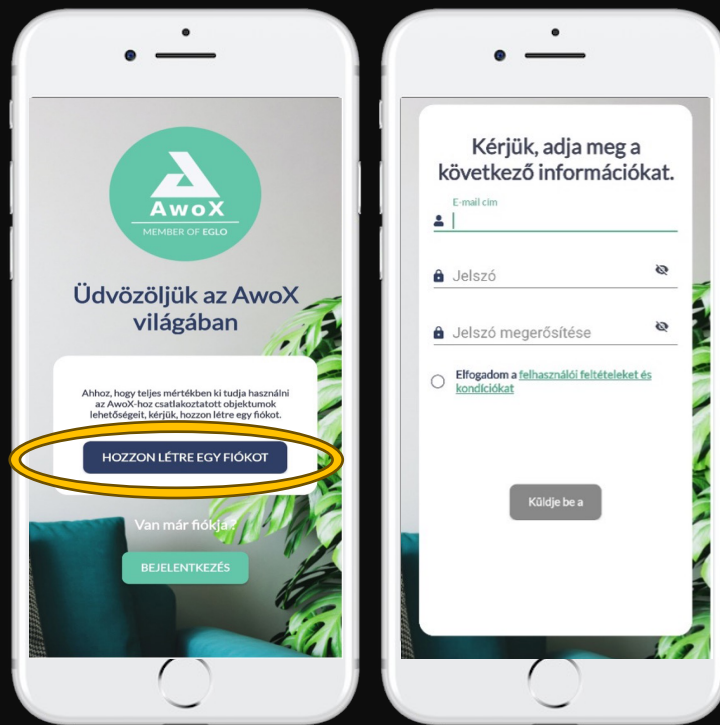 AwoX
MEMBER OF EGLO
Üdvözöljük az AwoX
világában
Ahhoz, hogy teljes mértékben ki tudja használni
az AwoX-hoz csatlakoztatott objektumok
lehetőségeit, kérjük, hozzon létre egy fiókot.
HOZZON LÉTRE EGY FIÓKOT
Van már fiókja ?
BEJELENTKEZÉS
Kérjük, adja meg a
következő információkat.
E-mail cím
Jelszó
Jelszó megerősítése
Elfogadom a felhasználói feltételeket és
kondíciókat
Küldje be a